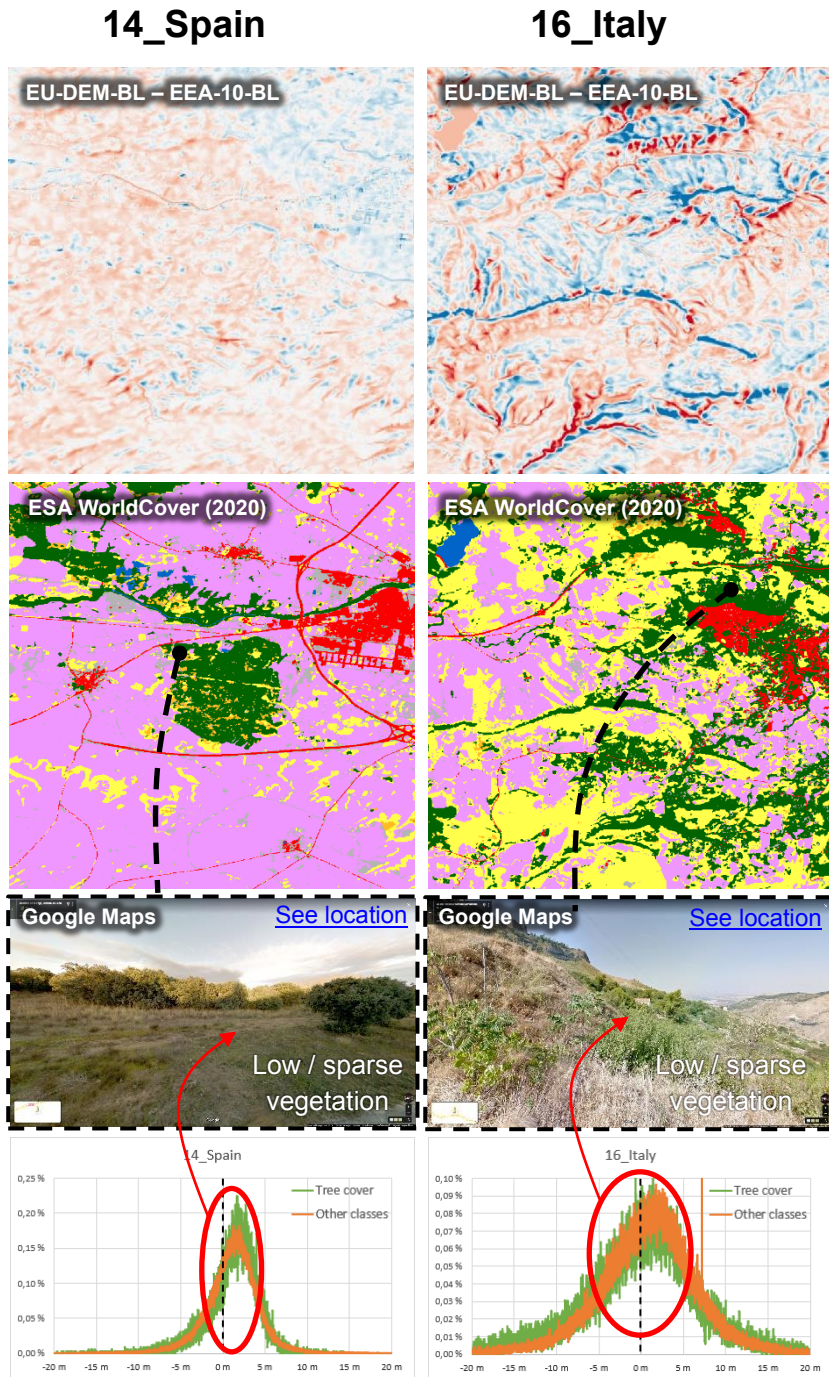 14_Spain
16_Italy
EU-DEM-BL – EEA-10-BL
EU-DEM-BL – EEA-10-BL
ESA WorldCover (2020)
ESA WorldCover (2020)
Google Maps
See location
Low / sparse
vegetation
Google Maps
See location
Low / sparse
vegetation
14_Spain
0,25 %
0,20 %
0,15 %
0,10 %
0,05 %
0,00 %
Tree cover
Other classes
-20 m -15 m -10 m -5 m 0 m 5 m 10 m 15 m 20 m
16_Italy
0,10 %
0,09 %
0,08 %
0,07 %
0,06 %
0,05 %
0,04 %
0,03 %
0,02 %
0,01 %
0,00 %
Tree cover
Other classes
-20 m -15 m -10 m -5 m 0 m 5 m 10 m 15 m 20 m